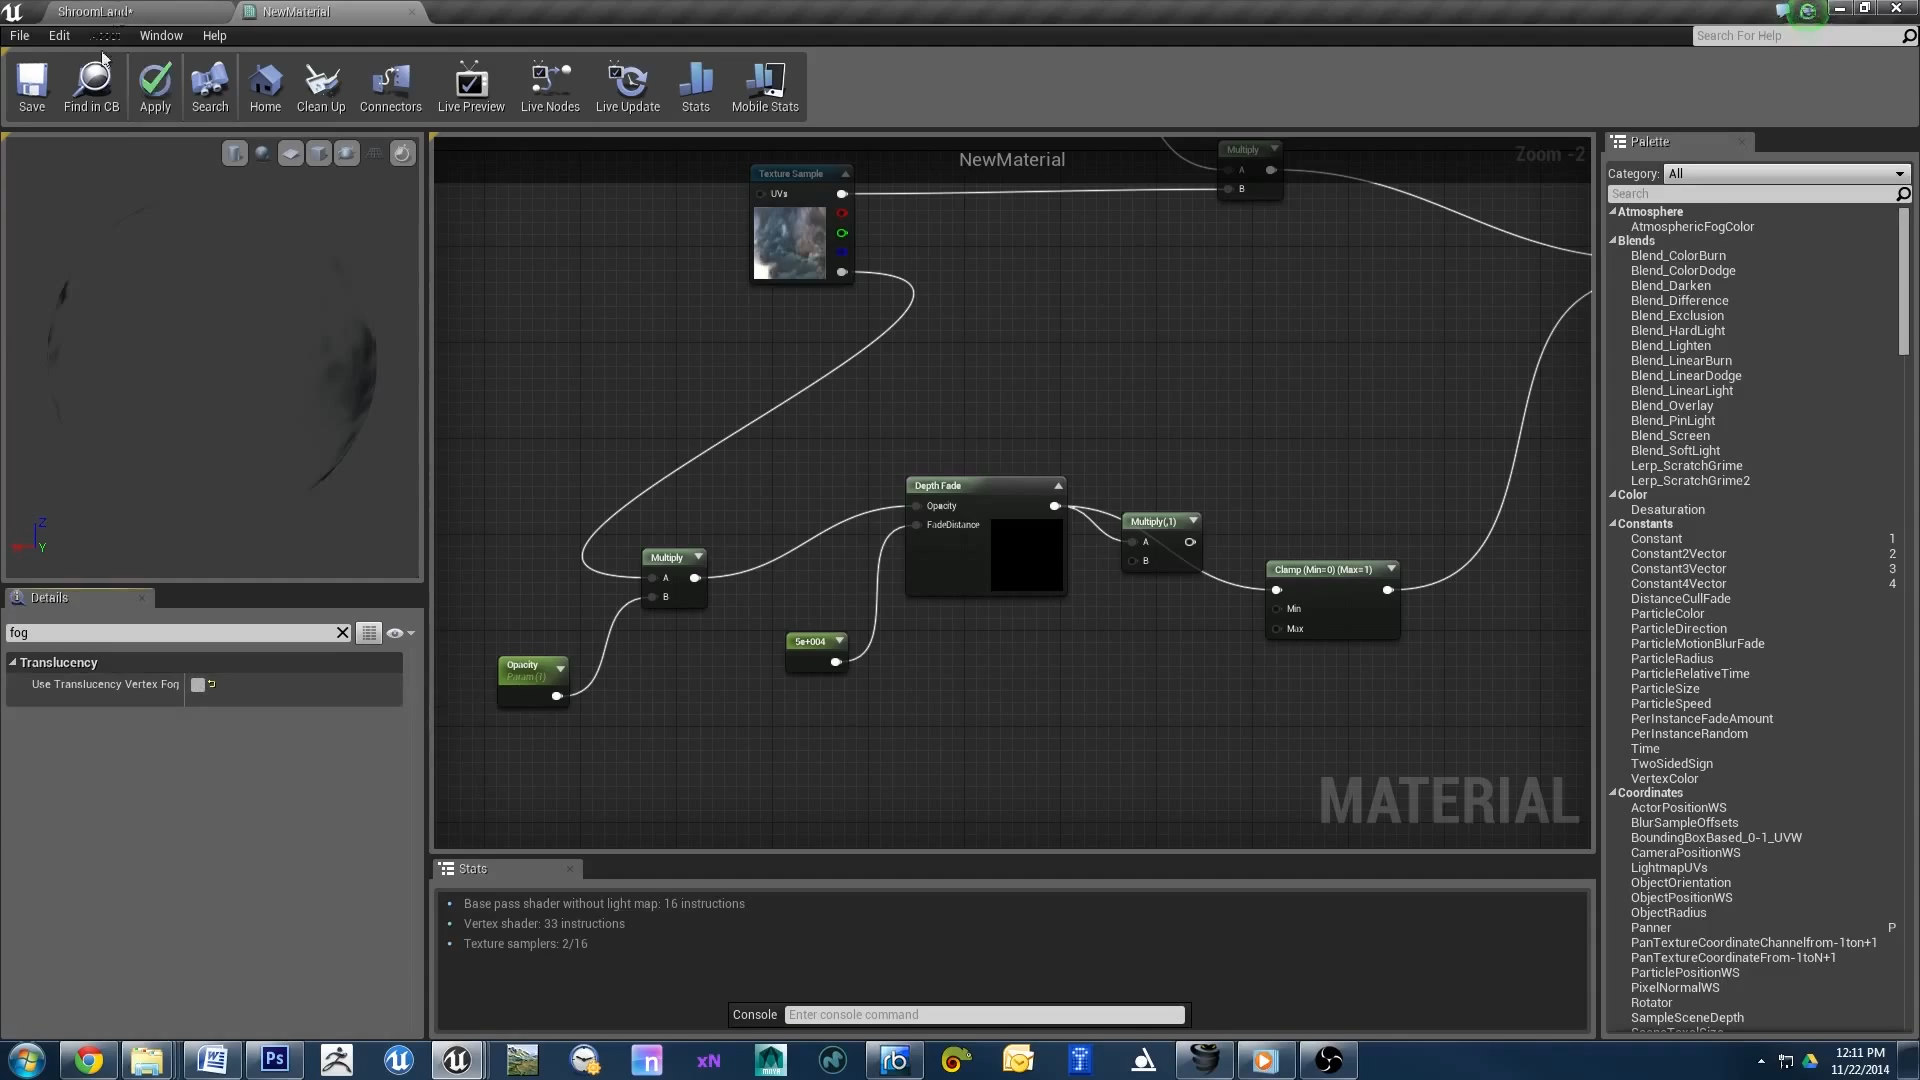 ShroomLand*
NewMaterial
File
Edit
Window
Help
Search For Help
Save
Find in CB
Apply
Search
Home
Clean Up
Connectors
Live Preview
Live Nodes
Live Update
Stats
Mobile Stats
NewMaterial
Zoom -2
Texture Sample
UVs
Multiply
A
B
Depth Fade
Opacity
FadeDistance
Multiply(,1)
A
B
Multiply
A
B
Clamp (Min=0) (Max=1)
Min
Max
5e+004
Opacity
Param (1)
MATERIAL
Z
Y
Details
fog
Translucency
Use Translucency Vertex Fog
Stats
Base pass shader without light map: 16 instructions
Vertex shader: 33 instructions
Texture samplers: 2/16
Console
Enter console command
Palette
Category:
All
Search
Atmosphere
AtmosphericFogColor
Blends
Blend_ColorBurn
Blend_ColorDodge
Blend_Darken
Blend_Difference
Blend_Exclusion
Blend_HardLight
Blend_Lighten
Blend_LinearBurn
Blend_LinearDodge
Blend_LinearLight
Blend_Overlay
Blend_PinLight
Blend_Screen
Blend_SoftLight
Lerp_ScratchGrime
Lerp_ScratchGrime2
Color
Desaturation
Constants
Constant 1
Constant2Vector 2
Constant3Vector 3
Constant4Vector 4
DistanceCullFade
ParticleColor
ParticleDirection
ParticleMotionBlurFade
ParticleRadius
ParticleRelativeTime
ParticleSize
ParticleSpeed
PerInstanceFadeAmount
PerInstanceRandom
Time
TwoSidedSign
VertexColor
Coordinates
ActorPositionWS
BlurSampleOffsets
BoundingBoxBased_0-1_UVW
CameraPositionWS
LightmapUVs
ObjectOrientation
ObjectPositionWS
ObjectRadius
Panner P
PanTextureCoordinateChannelfrom-1ton+1
PanTextureCoordinateFrom-1toN+1
ParticlePositionWS
PixelNormalWS
Rotator
SampleSceneDepth
SceneTexelSize
W
Ps
n
xN
rb
12:11 PM
11/22/2014